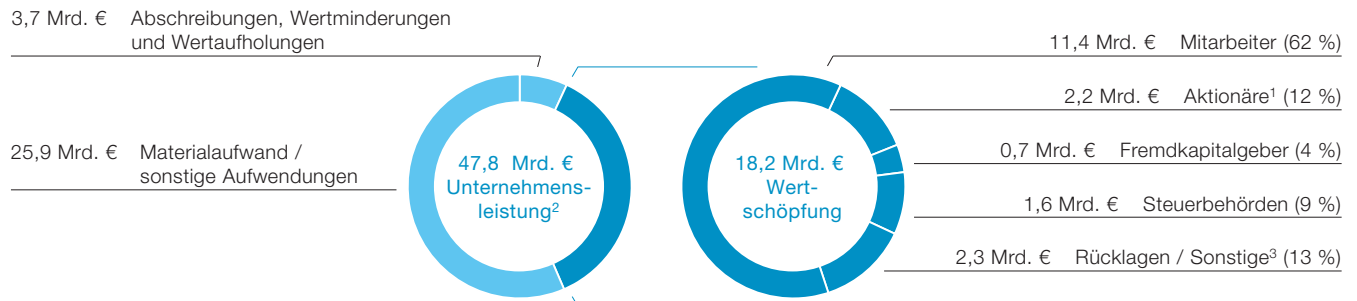 3,7 Mrd. € Abschreibungen, Wertminderungen
und Wertaufholungen
25,9 Mrd. € Materialaufwand /
sonstige Aufwendungen
47,8 Mrd. €
Unternehmens-
leistung²
18,2 Mrd. €
Wert-
schöpfung
11,4 Mrd. € Mitarbeiter (62 %)
2,2 Mrd. € Aktionäre¹ (12 %)
0,7 Mrd. € Fremdkapitalgeber (4 %)
1,6 Mrd. € Steuerbehörden (9 %)
2,3 Mrd. € Rücklagen / Sonstige³ (13 %)